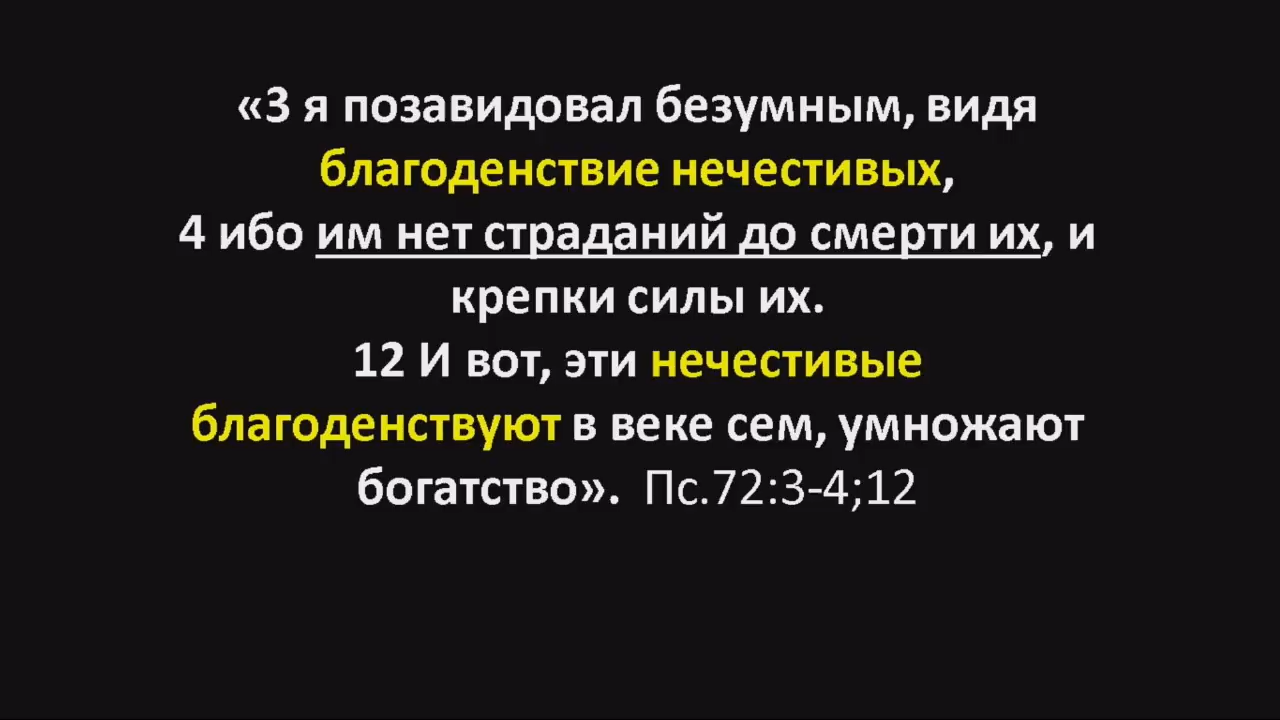 «3 я позавидовал безумным, видя
благоденствие нечестивых,
4 ибо им нет страданий до смерти их, и
крепки силы их.
12 И вот, эти нечестивые
благоденствуют в веке сем, умножают
богатство».  Пс.72:3-4;12